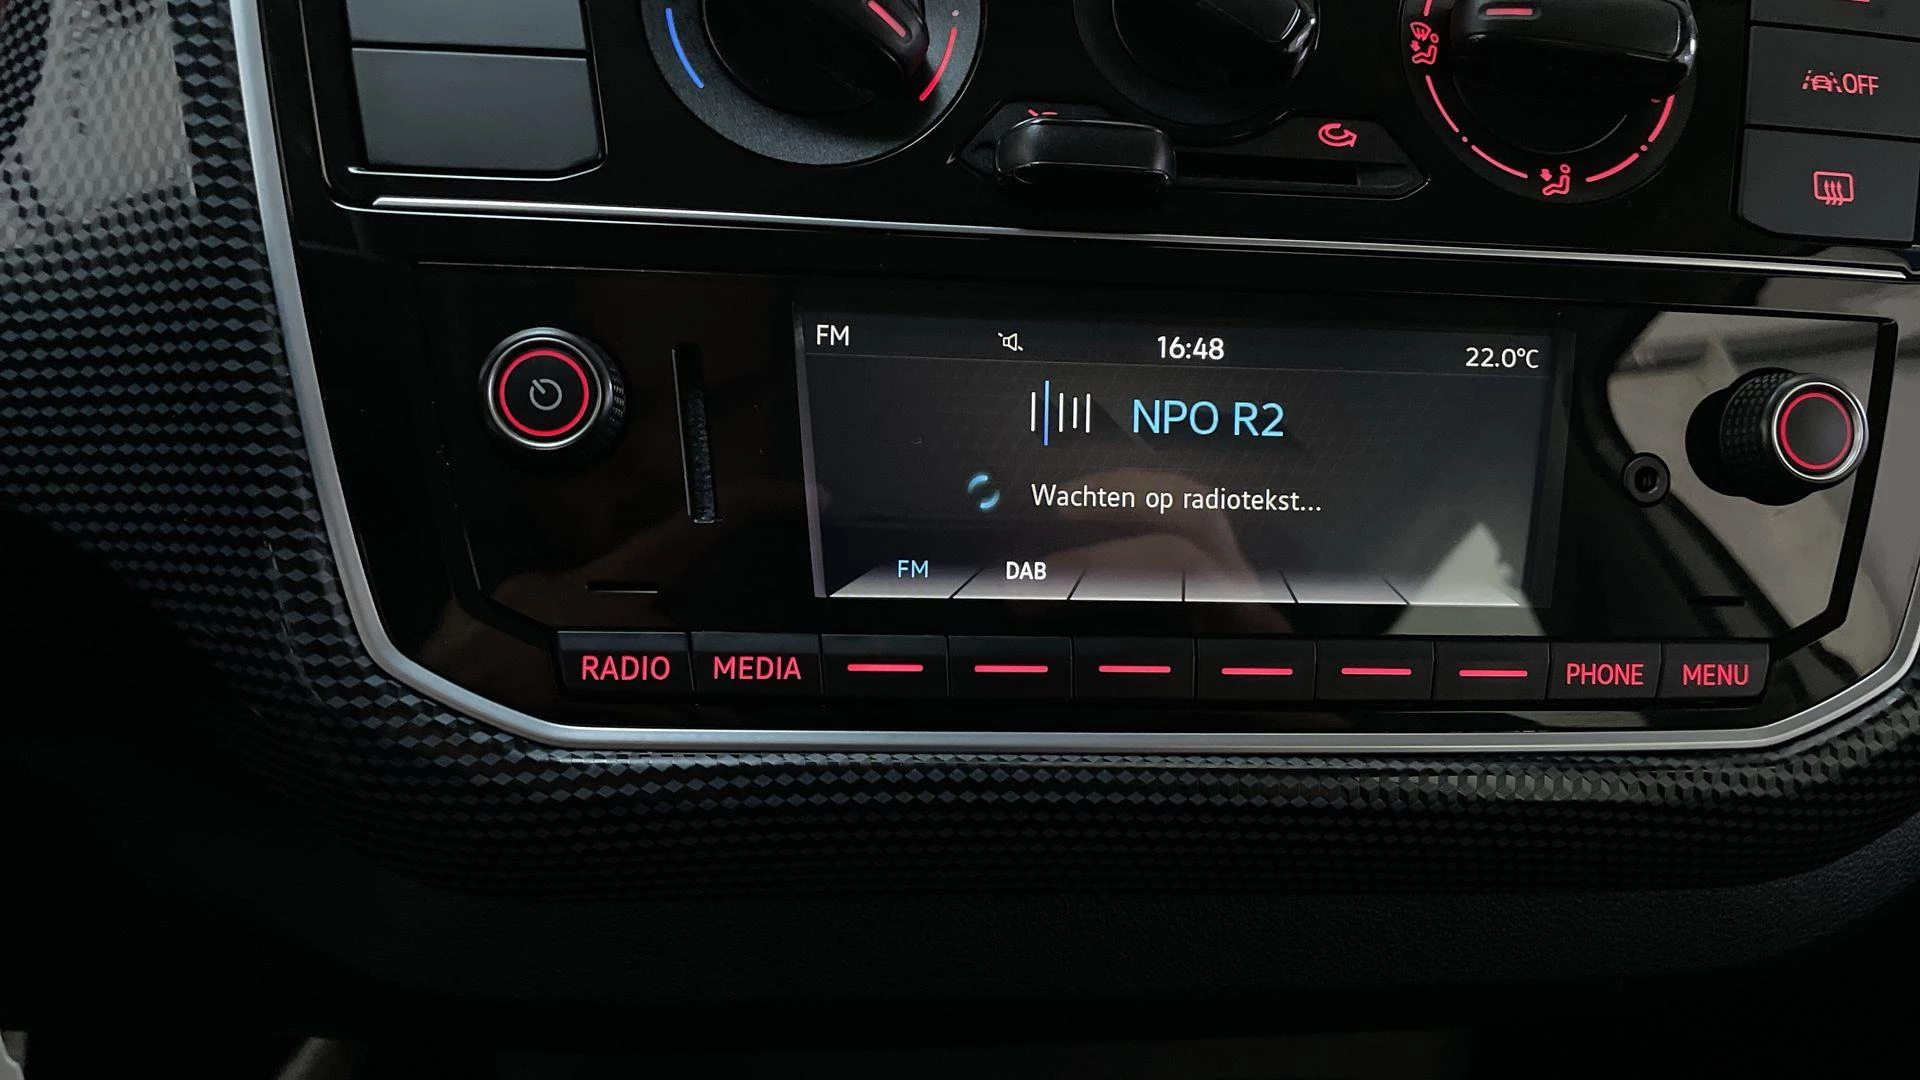 OFF
FM 16:48 22.0°C
NPO R2
Wachten op radiotekst...
FM DAB
RADIO MEDIA PHONE MENU